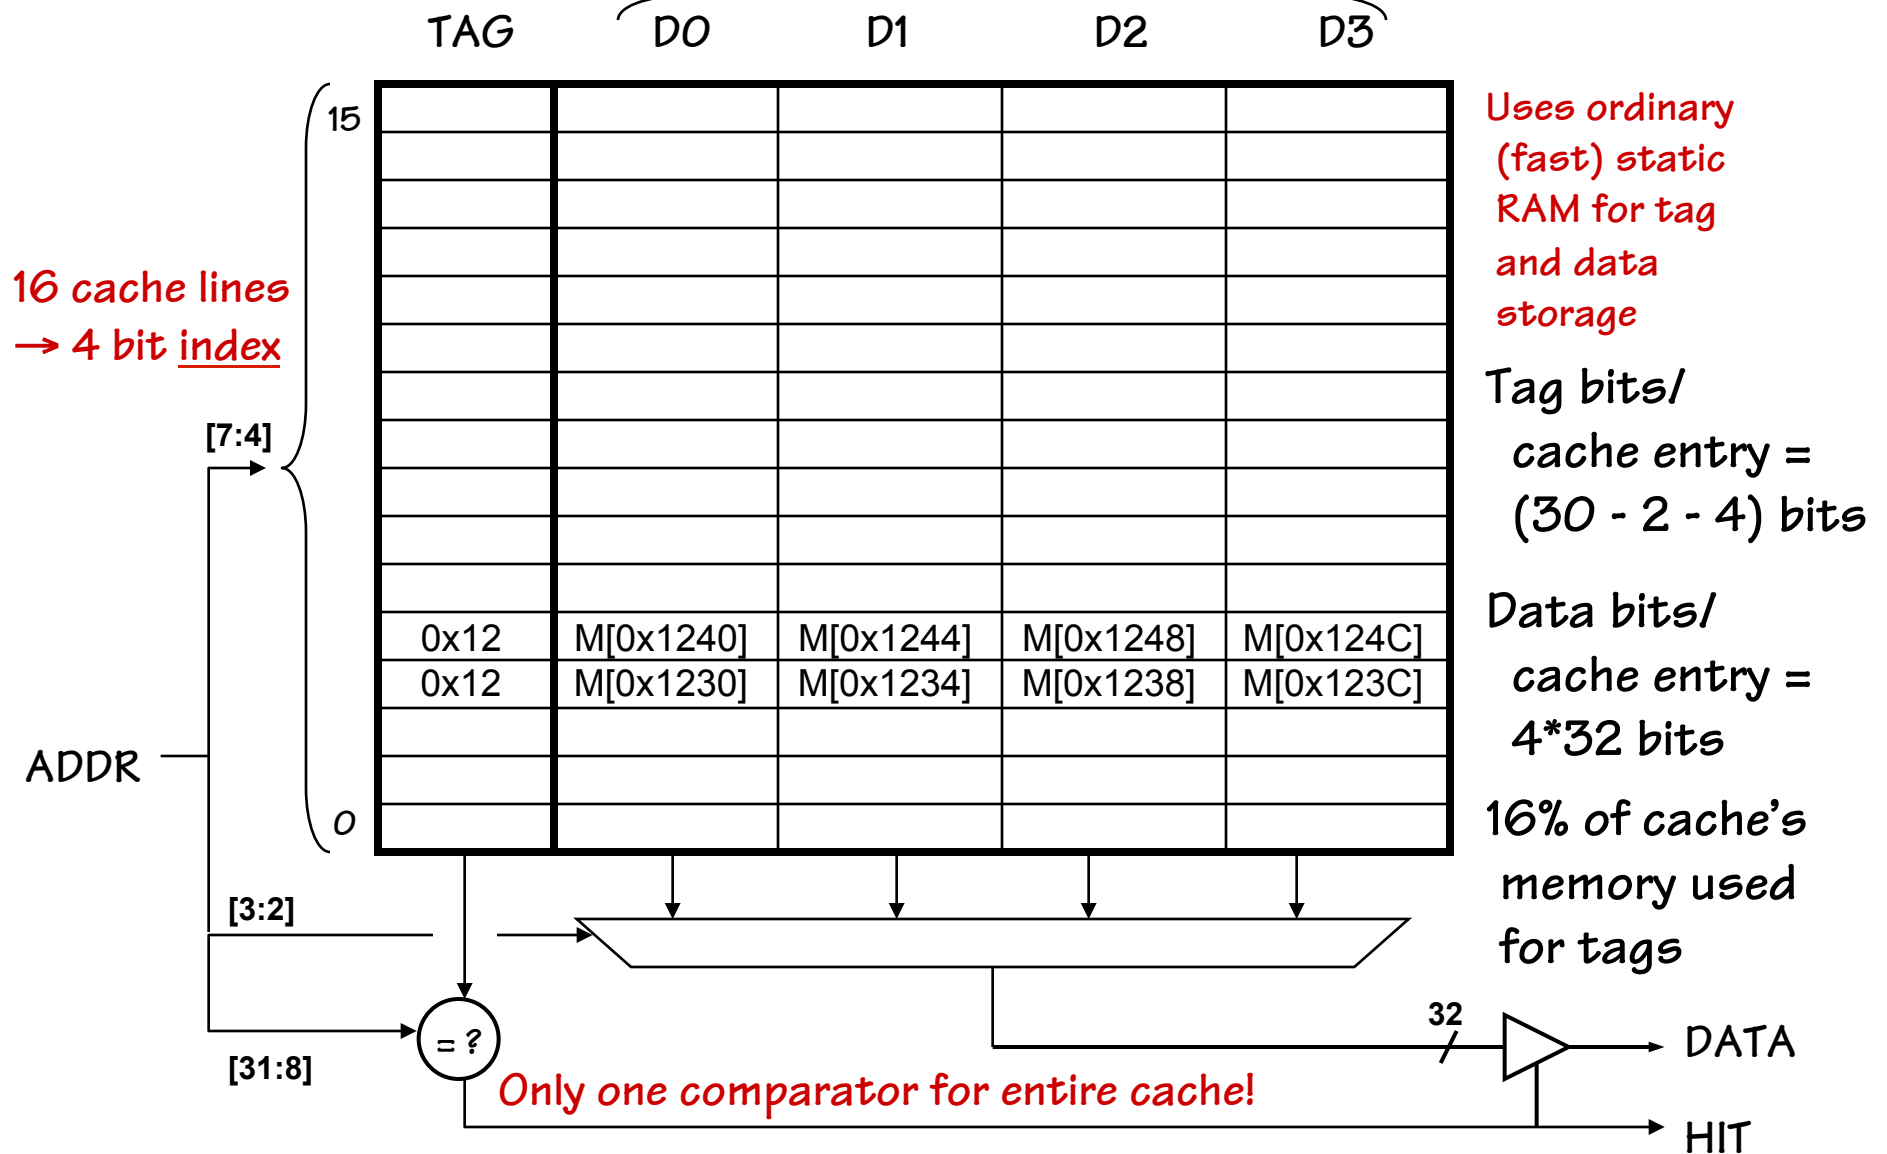 TAG D0 D1 D2 D3
15
Uses ordinary
(fast) static
RAM for tag
and data
storage
16 cache lines
→ 4 bit index
Tag bits/
cache entry =
(30 - 2 - 4) bits
[7:4]
Data bits/
cache entry =
4*32 bits
0x12 M[0x1240] M[0x1244] M[0x1248] M[0x124C]
0x12 M[0x1230] M[0x1234] M[0x1238] M[0x123C]
ADDR
0
16% of cache's
memory used
for tags
[3:2]
= ?
[31:8]
32
DATA
Only one comparator for entire cache!
HIT